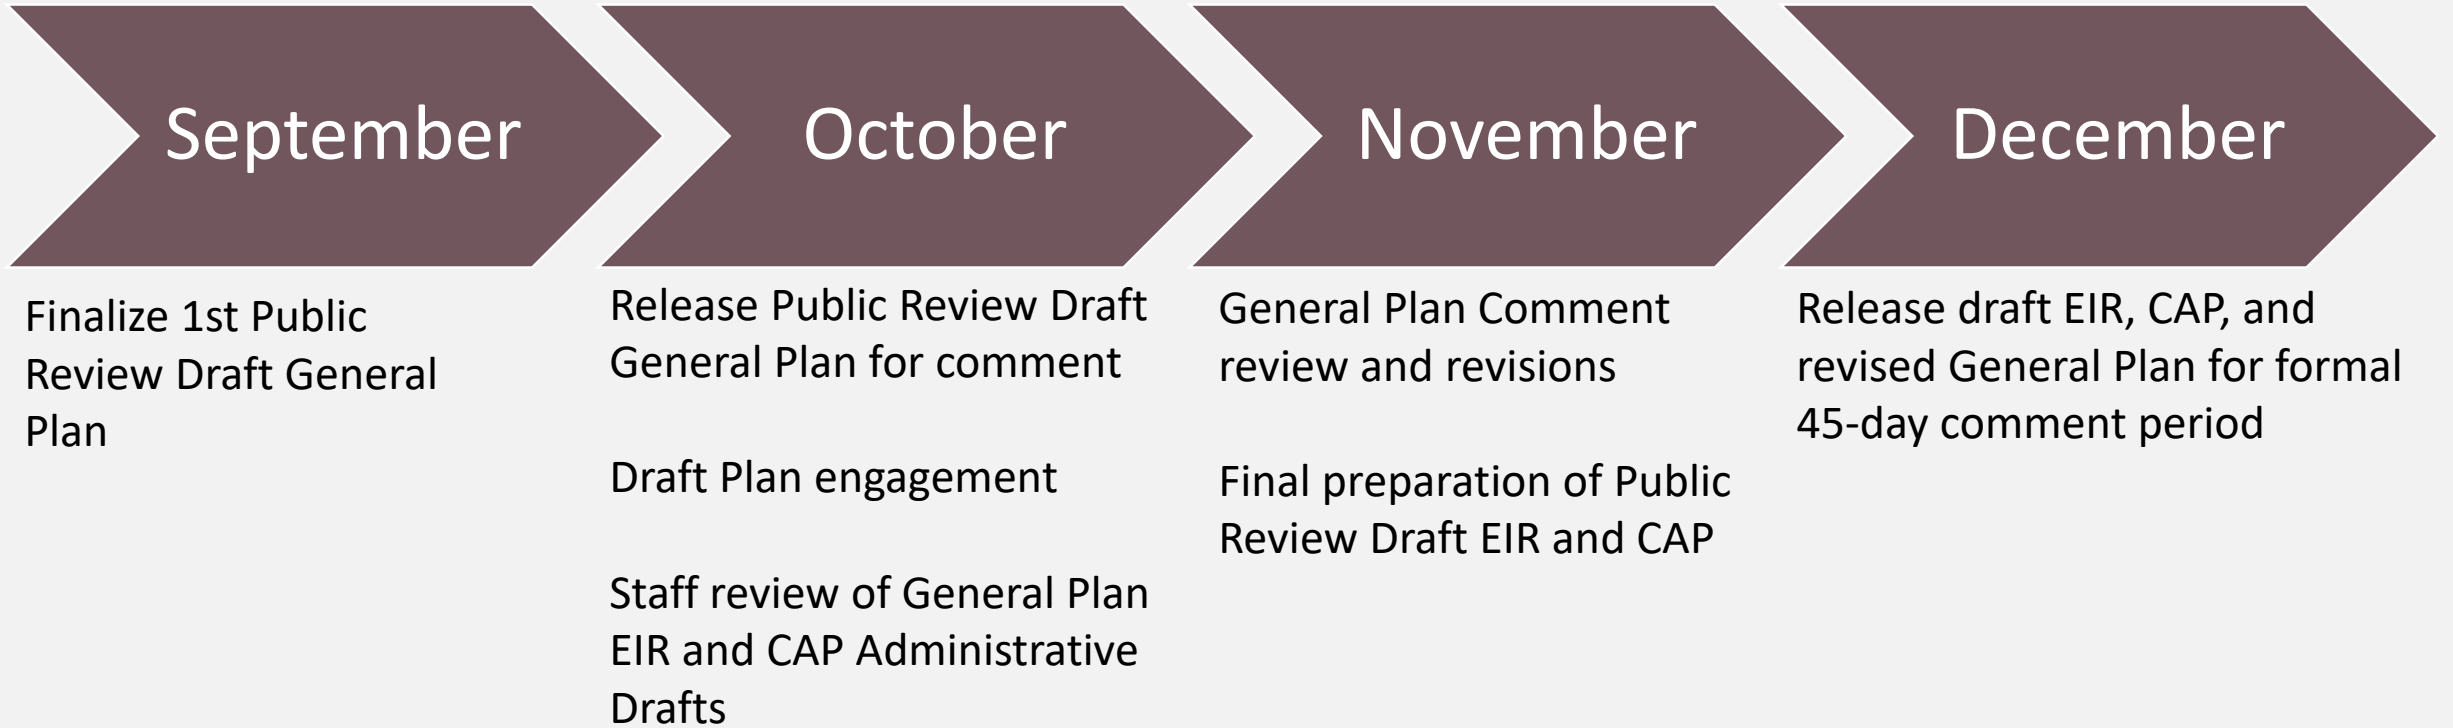 September
October
November
December
Finalize 1st Public
Review Draft General
Plan
Release Public Review Draft
General Plan for comment
Draft Plan engagement
Staff review of General Plan
EIR and CAP Administrative
Drafts
General Plan Comment
review and revisions
Final preparation of Public
Review Draft EIR and CAP
Release draft EIR, CAP, and
revised General Plan for formal
45-day comment period